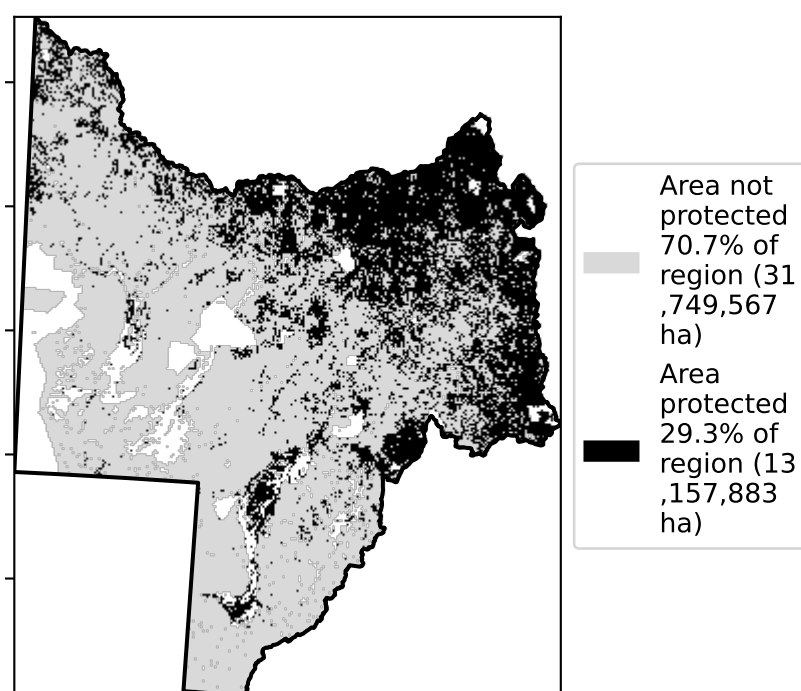 Area not
protected
70.7% of
region (31
,749,567
ha)
Area
protected
29.3% of
region (13
,157,883
ha)